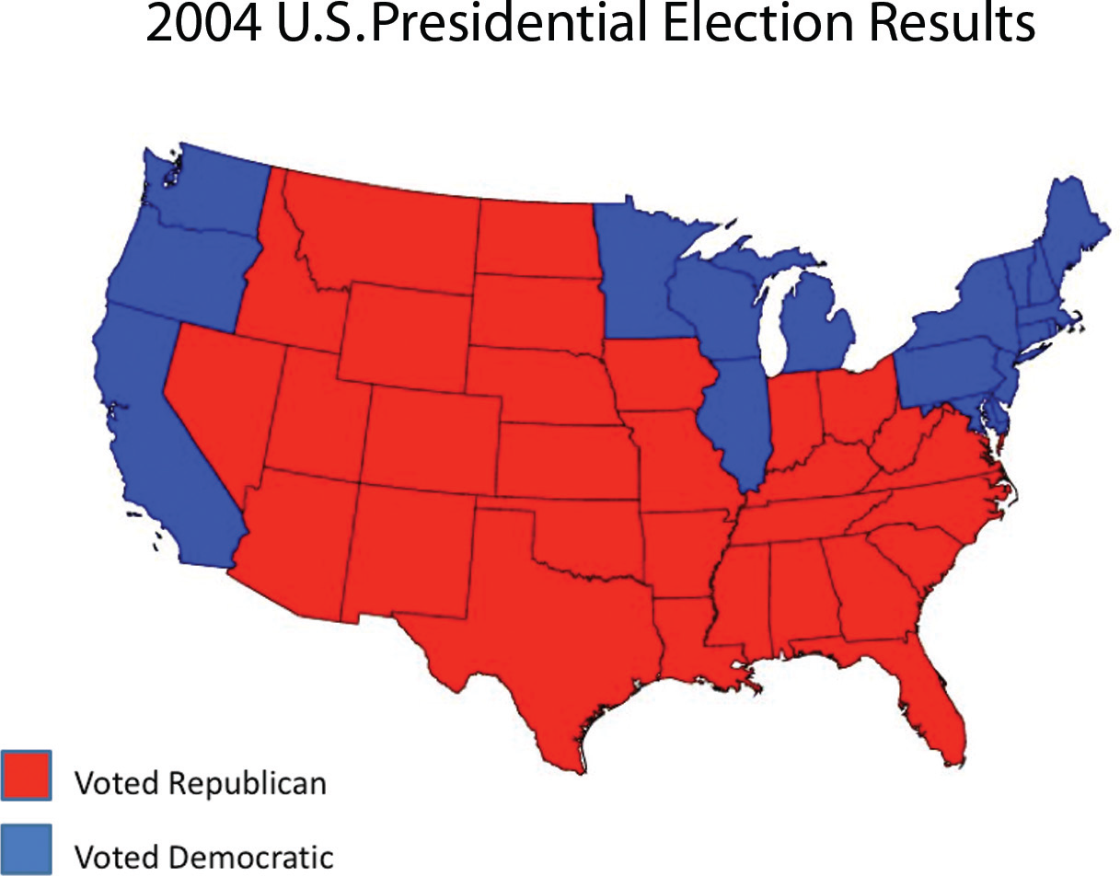 2004 U.S.Presidential Election Results
Voted Republican
Voted Democratic